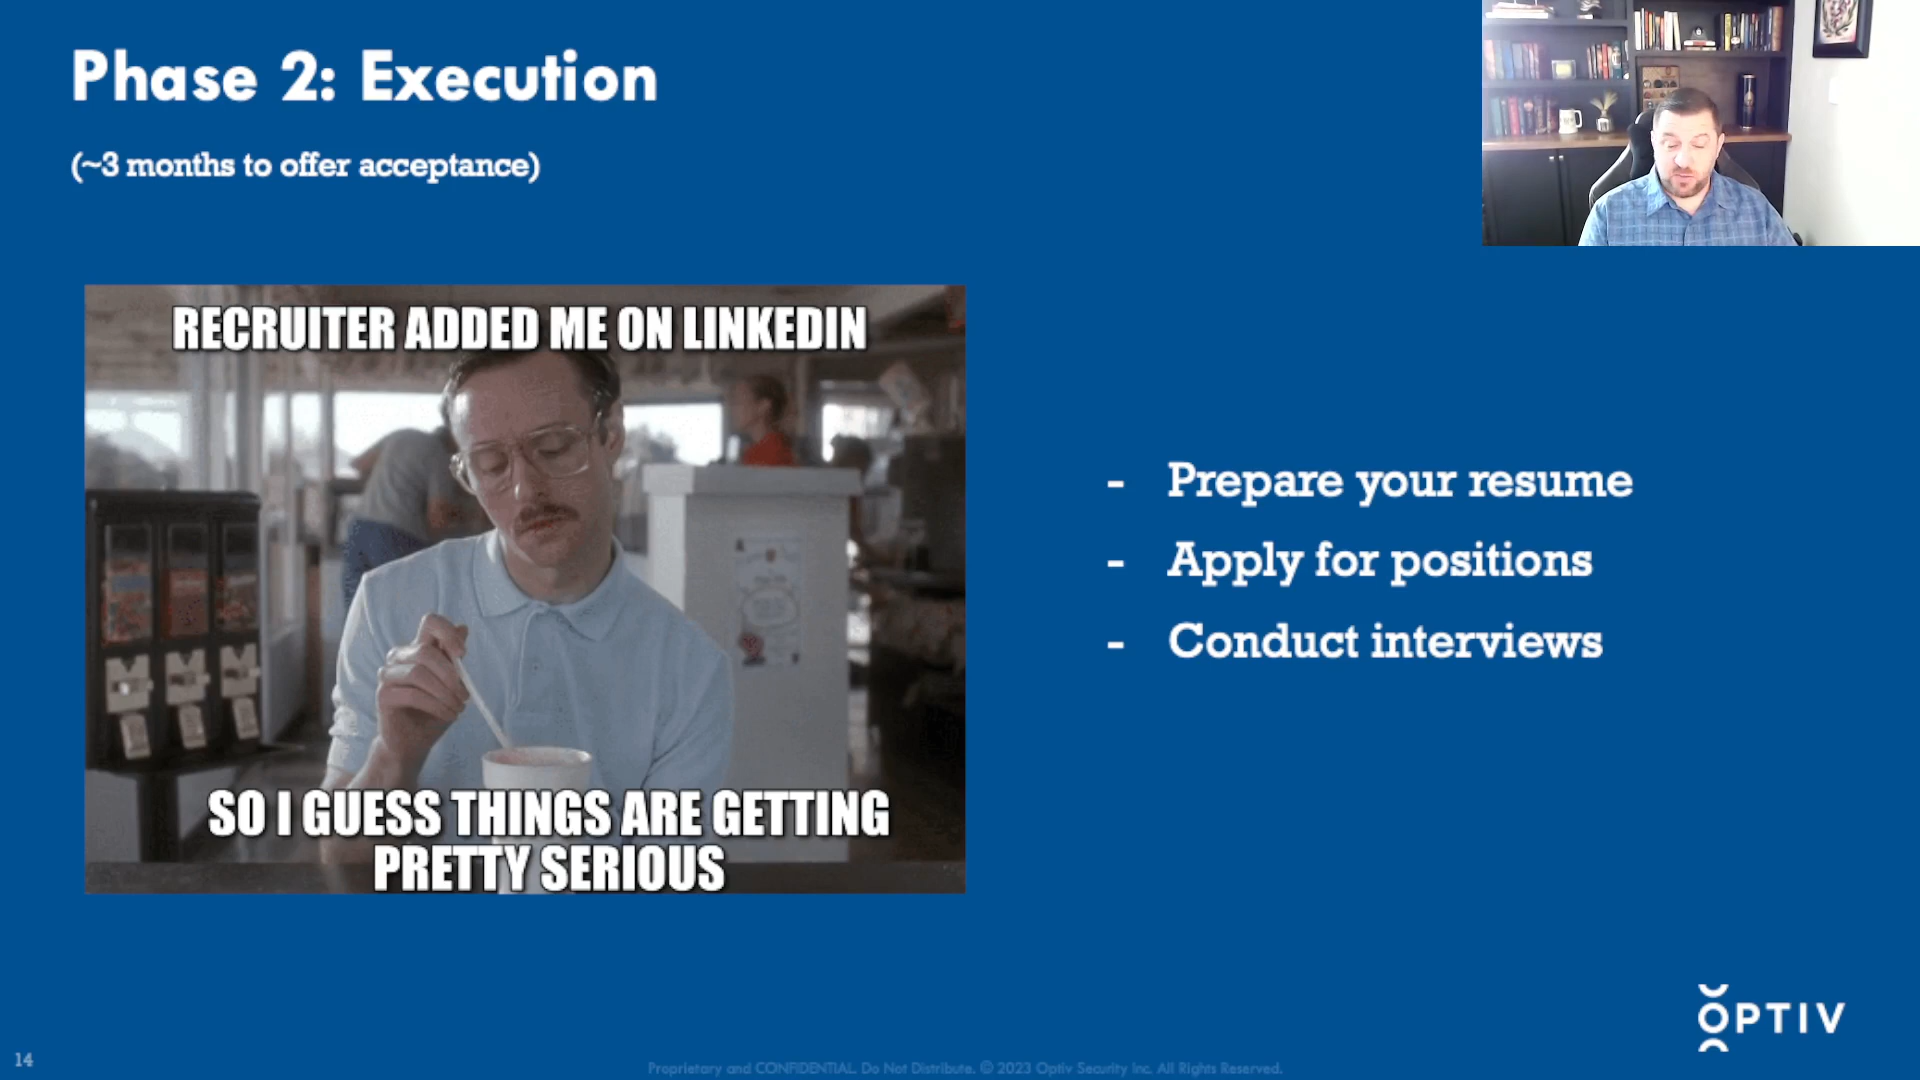 Phase 2: Execution
(~3 months to offer acceptance)
RECRUITER ADDED ME ON LINKEDIN
SO I GUESS THINGS ARE GETTING
PRETTY SERIOUS
- Prepare your resume
- Apply for positions
- Conduct interviews
OPTIV
14
Proprietary and CONFIDENTIAL. Do Not Distribute. © 2023 Optiv Security Inc. All Rights Reserved.